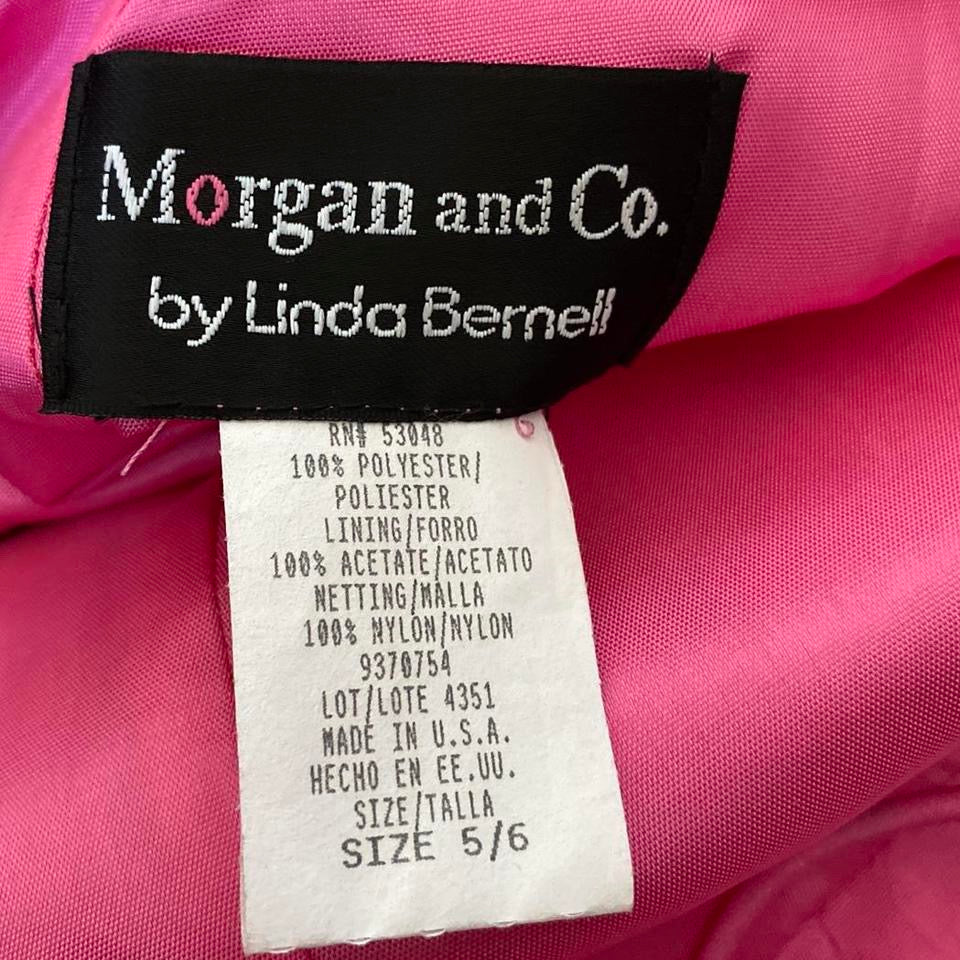 Morgan and Co.
by Linda Bernell
RN# 53048
100% POLYESTER/
POLIESTER
LINING/FORRO
100% ACETATE/ACETATO
NETTING/MALLA
100% NYLON/NYLON
9370754
LOT/LOTE 4351
MADE IN U.S.A.
HECHO EN EE.UU.
SIZE/TALLA
SIZE 5/6